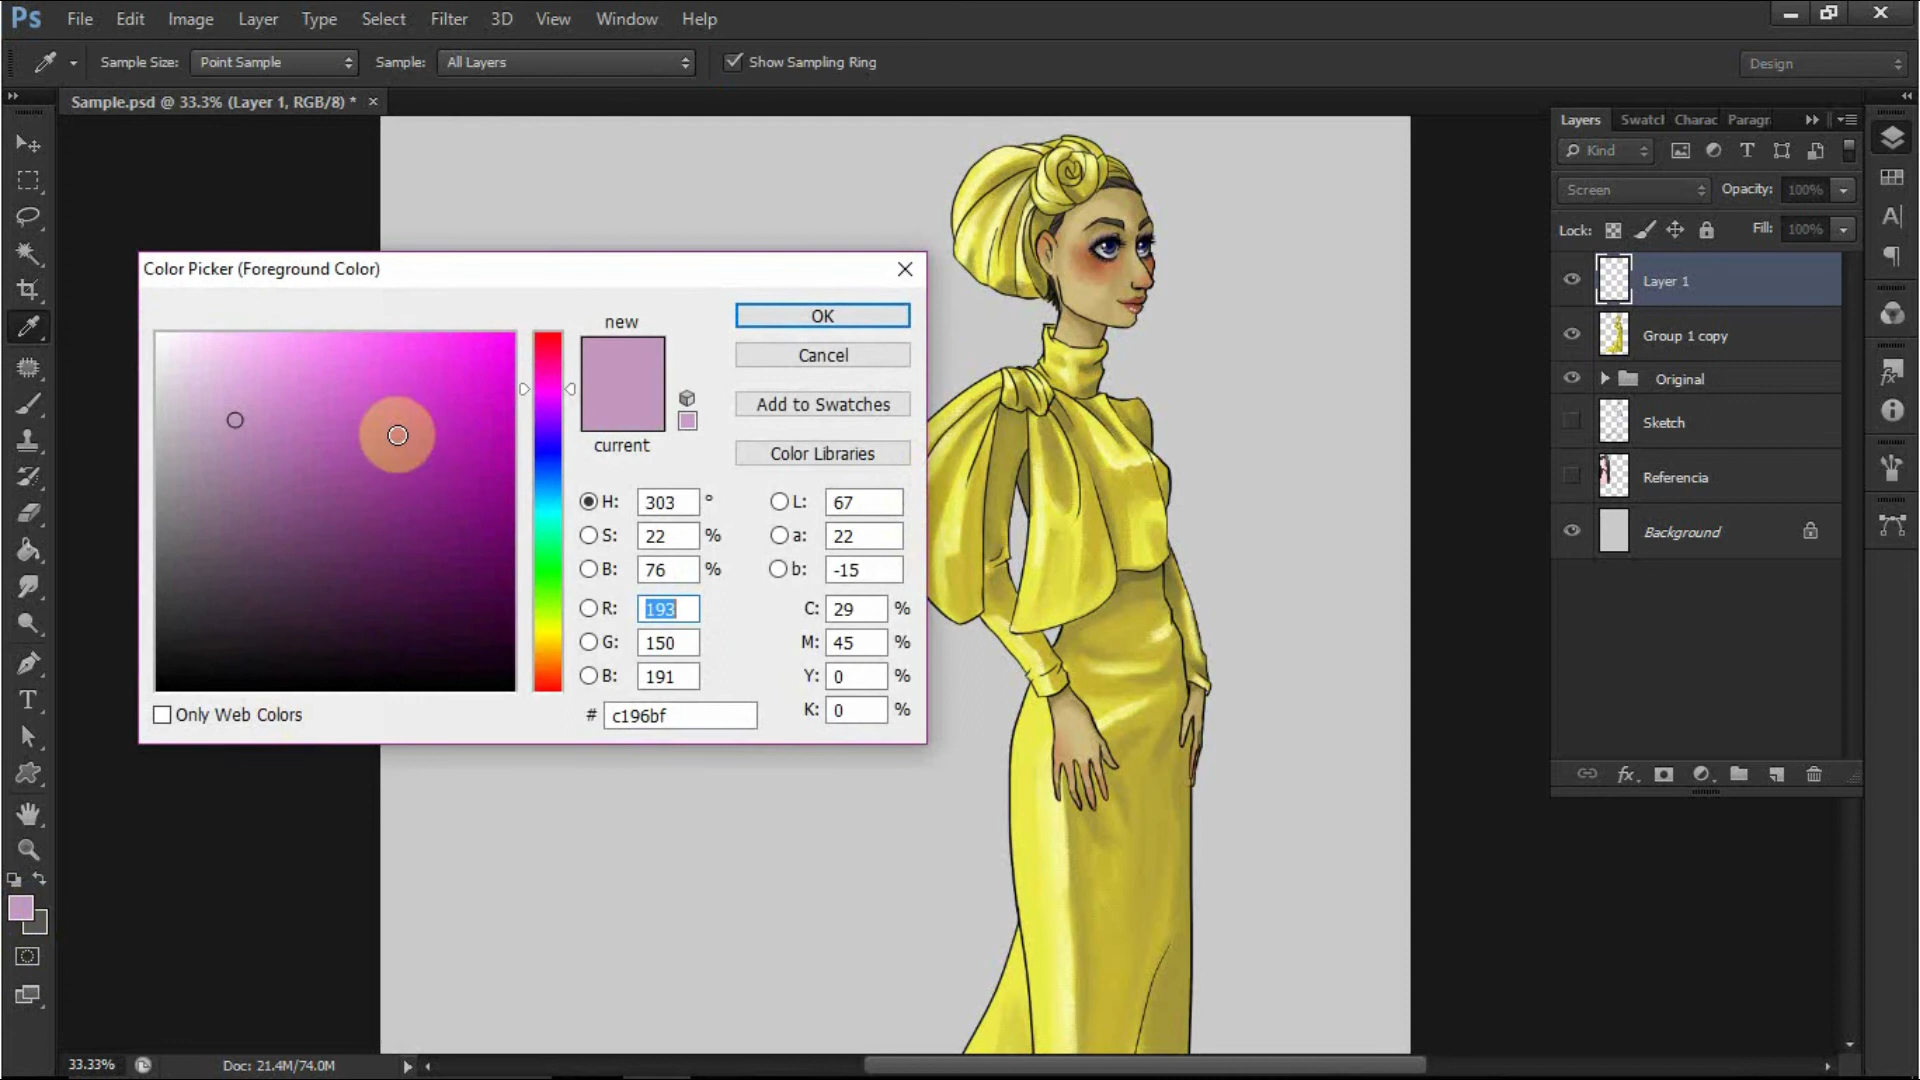 Ps File Edit Image Layer Type Select Filter 3D View Window Help
Sample Size: Point Sample Sample: All Layers Show Sampling Ring Design
Sample.psd @ 33.3% (Layer 1, RGB/8) *
Layers Swatch Charac Paragr
Kind
Screen Opacity: 100%
Lock: Fill: 100%
Layer 1
Group 1 copy
Original
Sketch
Referencia
Background
Color Picker (Foreground Color)
new
current
OK
Cancel
Add to Swatches
Color Libraries
H: 303 ° L: 67
S: 22 % a: 22
B: 76 % b: -15
R: 193 C: 29 %
G: 150 M: 45 %
B: 191 Y: 0 %
# c196bf K: 0 %
Only Web Colors
33.33% Doc: 21.4M/74.0M